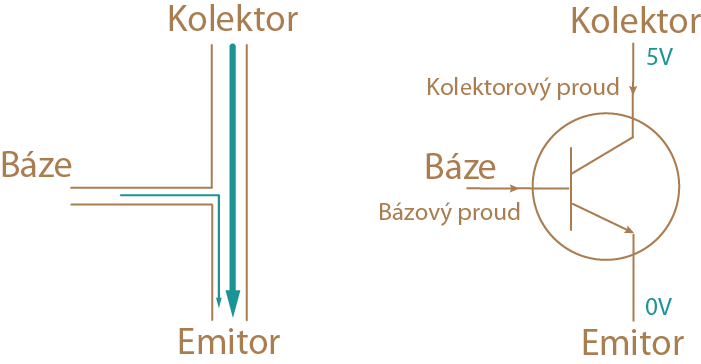 Kolektor
Báze
Emitor
Kolektor
5V
Kolektorový proud
Báze
Bázový proud
0V
Emitor